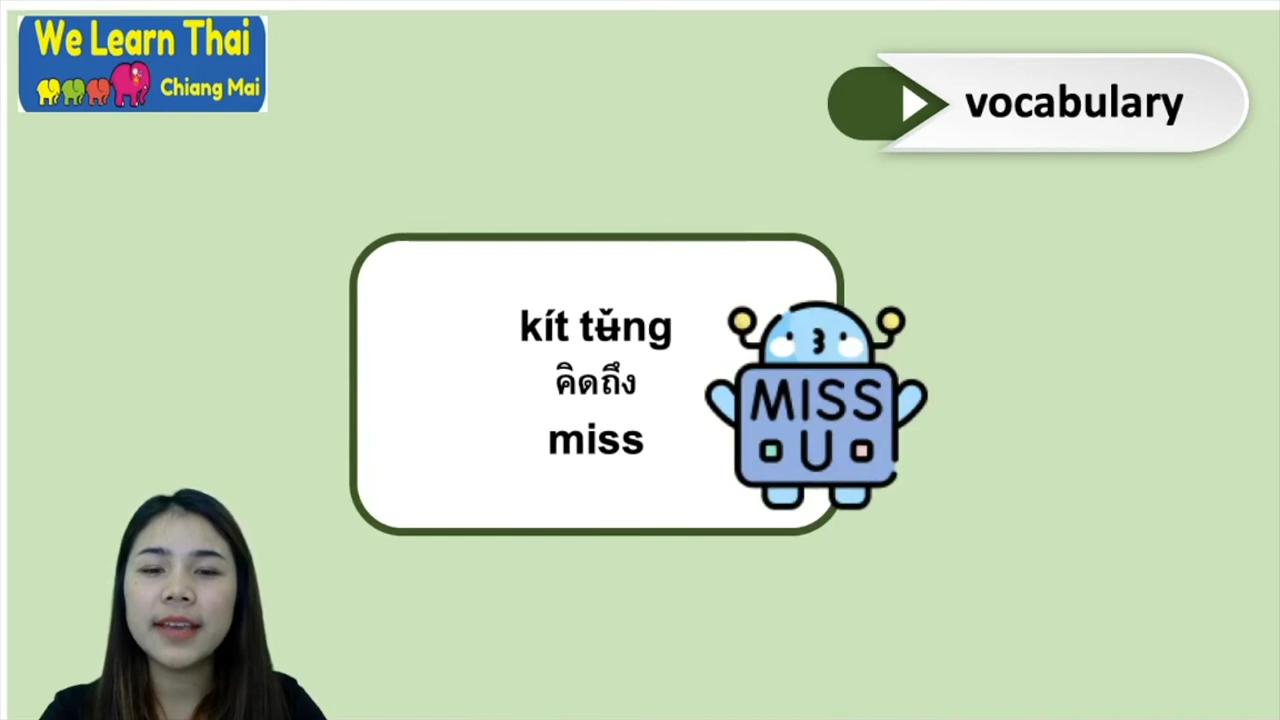 We Learn Thai
Chiang Mai
vocabulary
kít tʉ̌ng
คิดถึง
miss
MISS
U